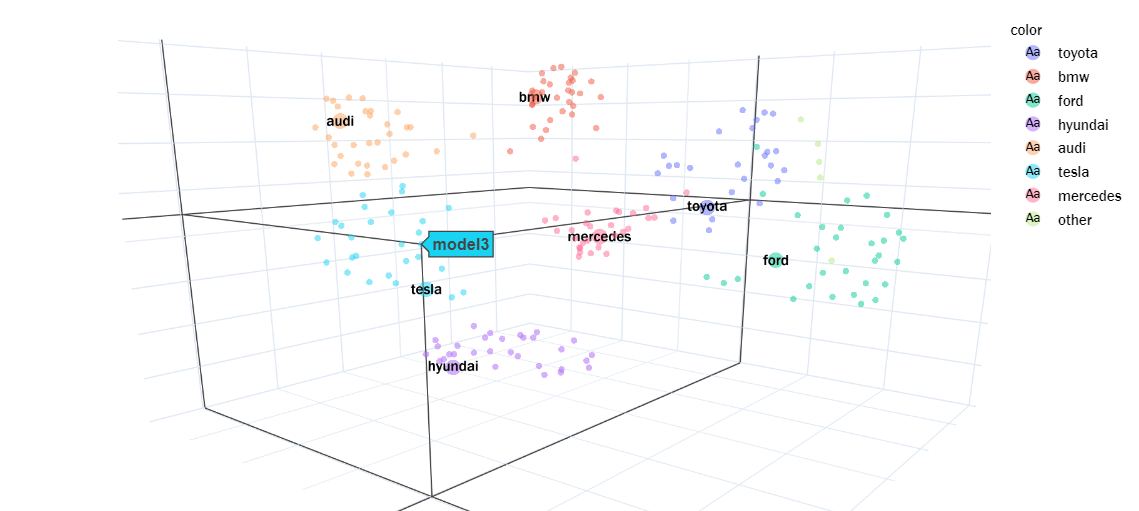 color
Aa toyota
Aa bmw
Aa ford
Aa hyundai
Aa audi
Aa tesla
Aa mercedes
Aa other
bmw
audi
toyota
mercedes
model3
ford
tesla
hyundai